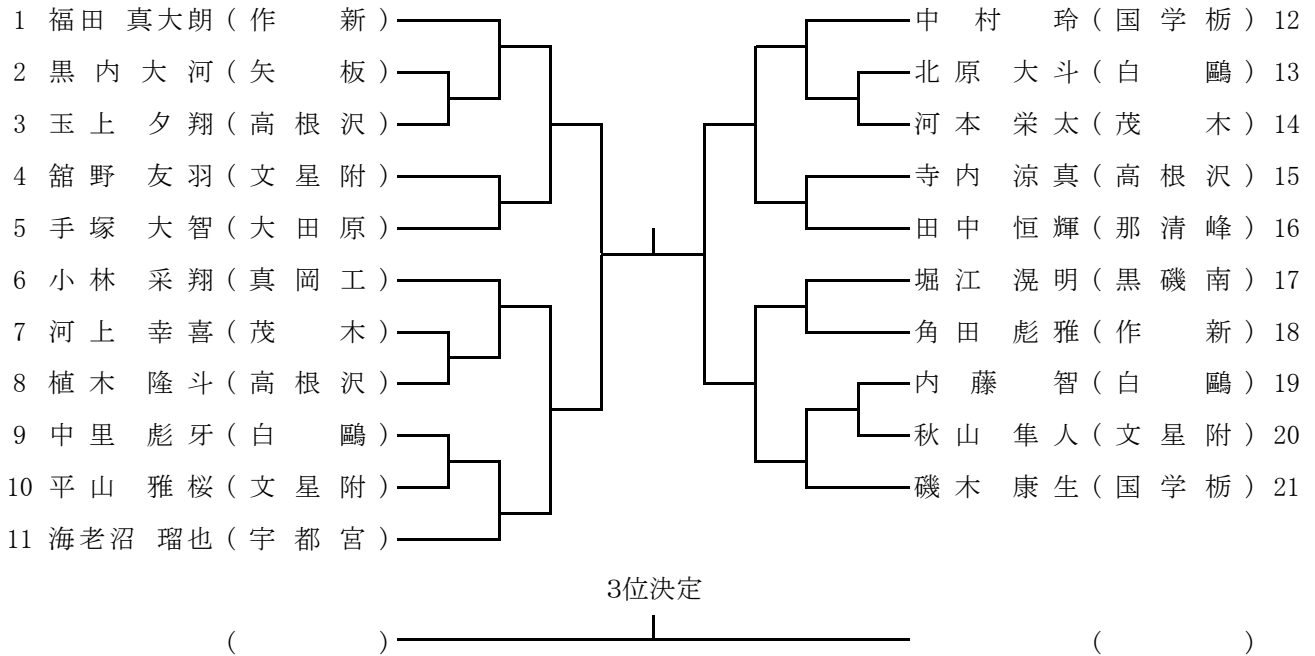 1 福田 真大朗 ( 作 新 )
2 黒内大河 ( 矢 板 )
3 玉上 夕翔 ( 高根沢 )
4 舘野 友羽 ( 文星附 )
5 手塚 大智 ( 大田原 )
6 小林 采翔 ( 真岡工 )
7 河上 幸喜 ( 茂 木 )
8 植木 隆斗 ( 高根沢 )
9 中里 彪牙 ( 白 鷗 )
10 平山 雅桜 ( 文星附 )
11 海老沼 瑠也 ( 宇都宮 )
中村 玲 ( 国学栃 ) 12
北原 大斗 ( 白 鷗 ) 13
河本 栄太 ( 茂 木 ) 14
寺内 涼真 ( 高根沢 ) 15
田中 恒輝 ( 那清峰 ) 16
堀江 滉明 ( 黒磯南 ) 17
角田 彪雅 ( 作 新 ) 18
内藤 智 ( 白 鷗 ) 19
秋山 隼人 ( 文星附 ) 20
磯木 康生 ( 国学栃 ) 21
3位決定
( ) ( )